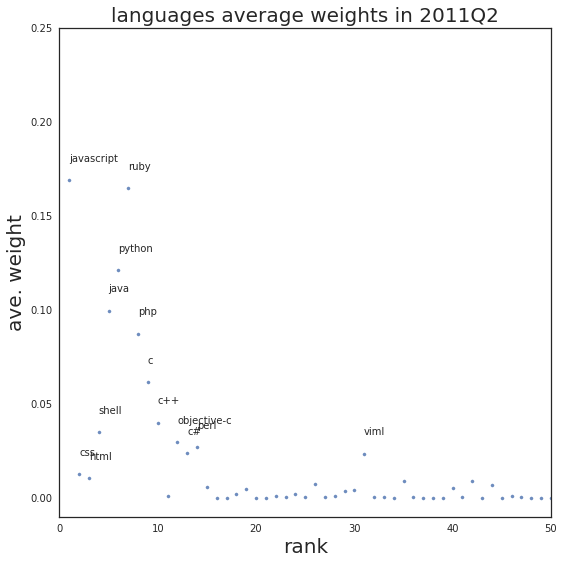 languages average weights in 2011Q2
0.25
0.20
0.15
0.10
0.05
0.00
ave. weight
javascript
ruby
python
java
php
c
c++
shell
objective-c
perl
c#
viml
css
html
0
10
20
30
40
50
rank